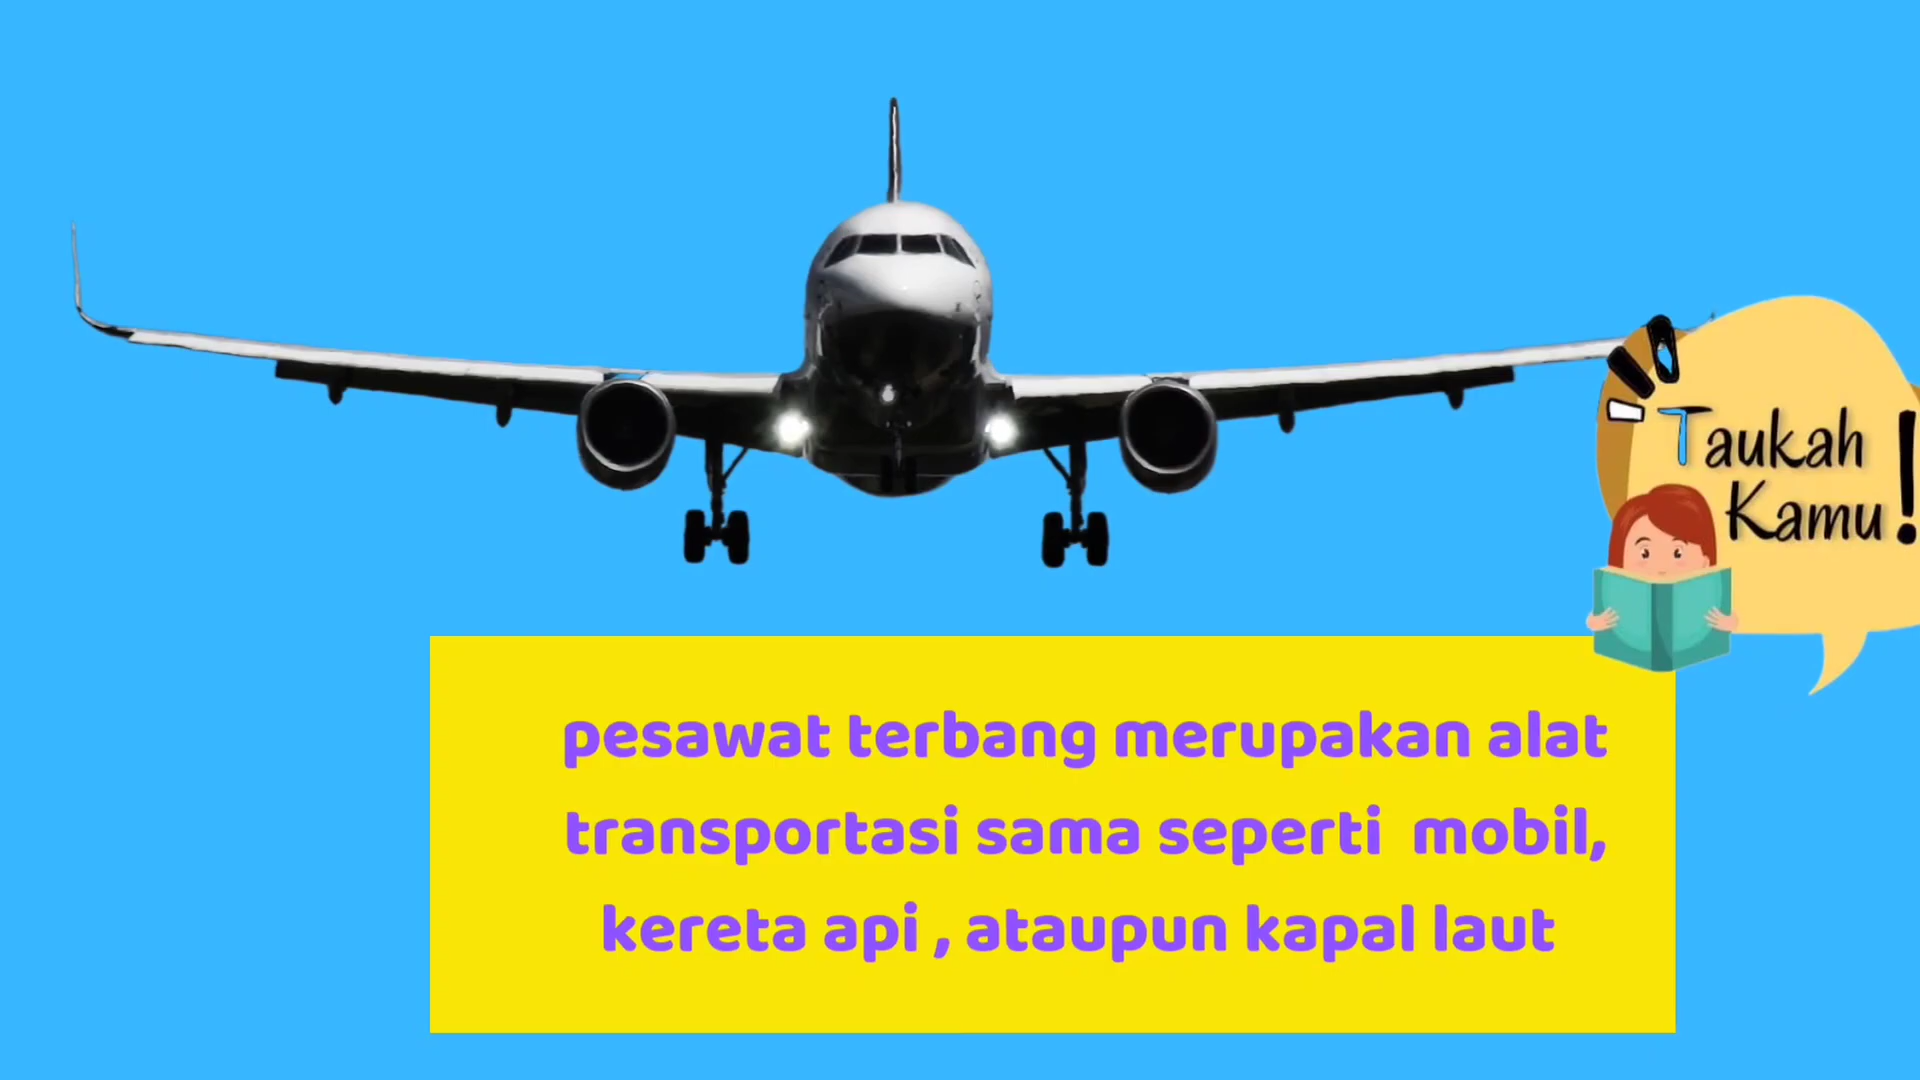 Taukah
Kamu!
pesawat terbang merupakan alat
transportasi sama seperti mobil,
kereta api , ataupun kapal laut